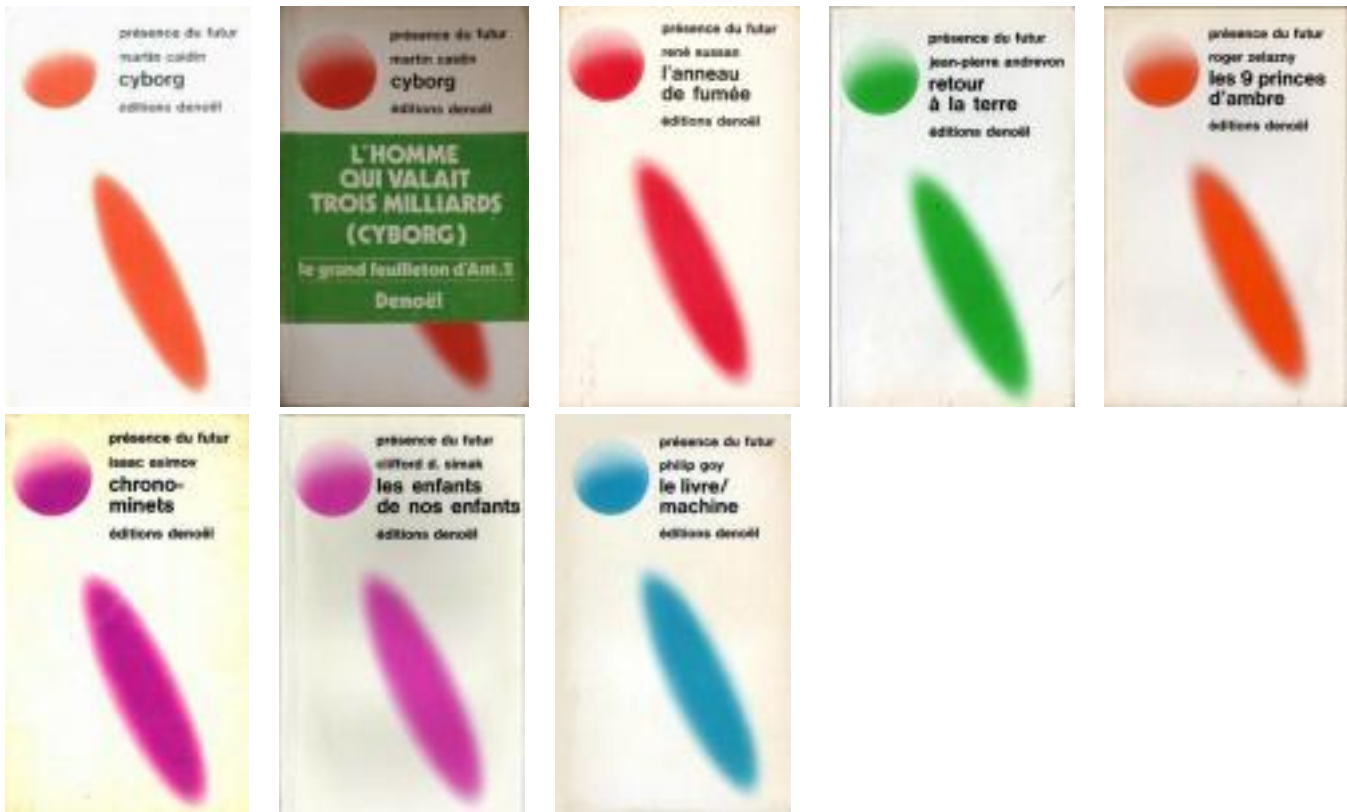 présence du futur
martin caidin
cyborg
éditions denoël
présence du futur
martin caidin
cyborg
éditions denoël
L'HOMME
QUI VALAIT
TROIS MILLIARDS
(CYBORG)
le grand feuilleton d'Ant.2
Denoël
présence du futur
rené sussan
l'anneau
de fumée
éditions denoël
présence du futur
jean-pierre andrevon
retour
à la terre
éditions denoël
présence du futur
roger zelazny
les 9 princes
d'ambre
éditions denoël
présence du futur
isaac asimov
chrono-
minets
éditions denoël
présence du futur
clifford d. simak
les enfants
de nos enfants
éditions denoël
présence du futur
philip goy
le livre/
machine
éditions denoël